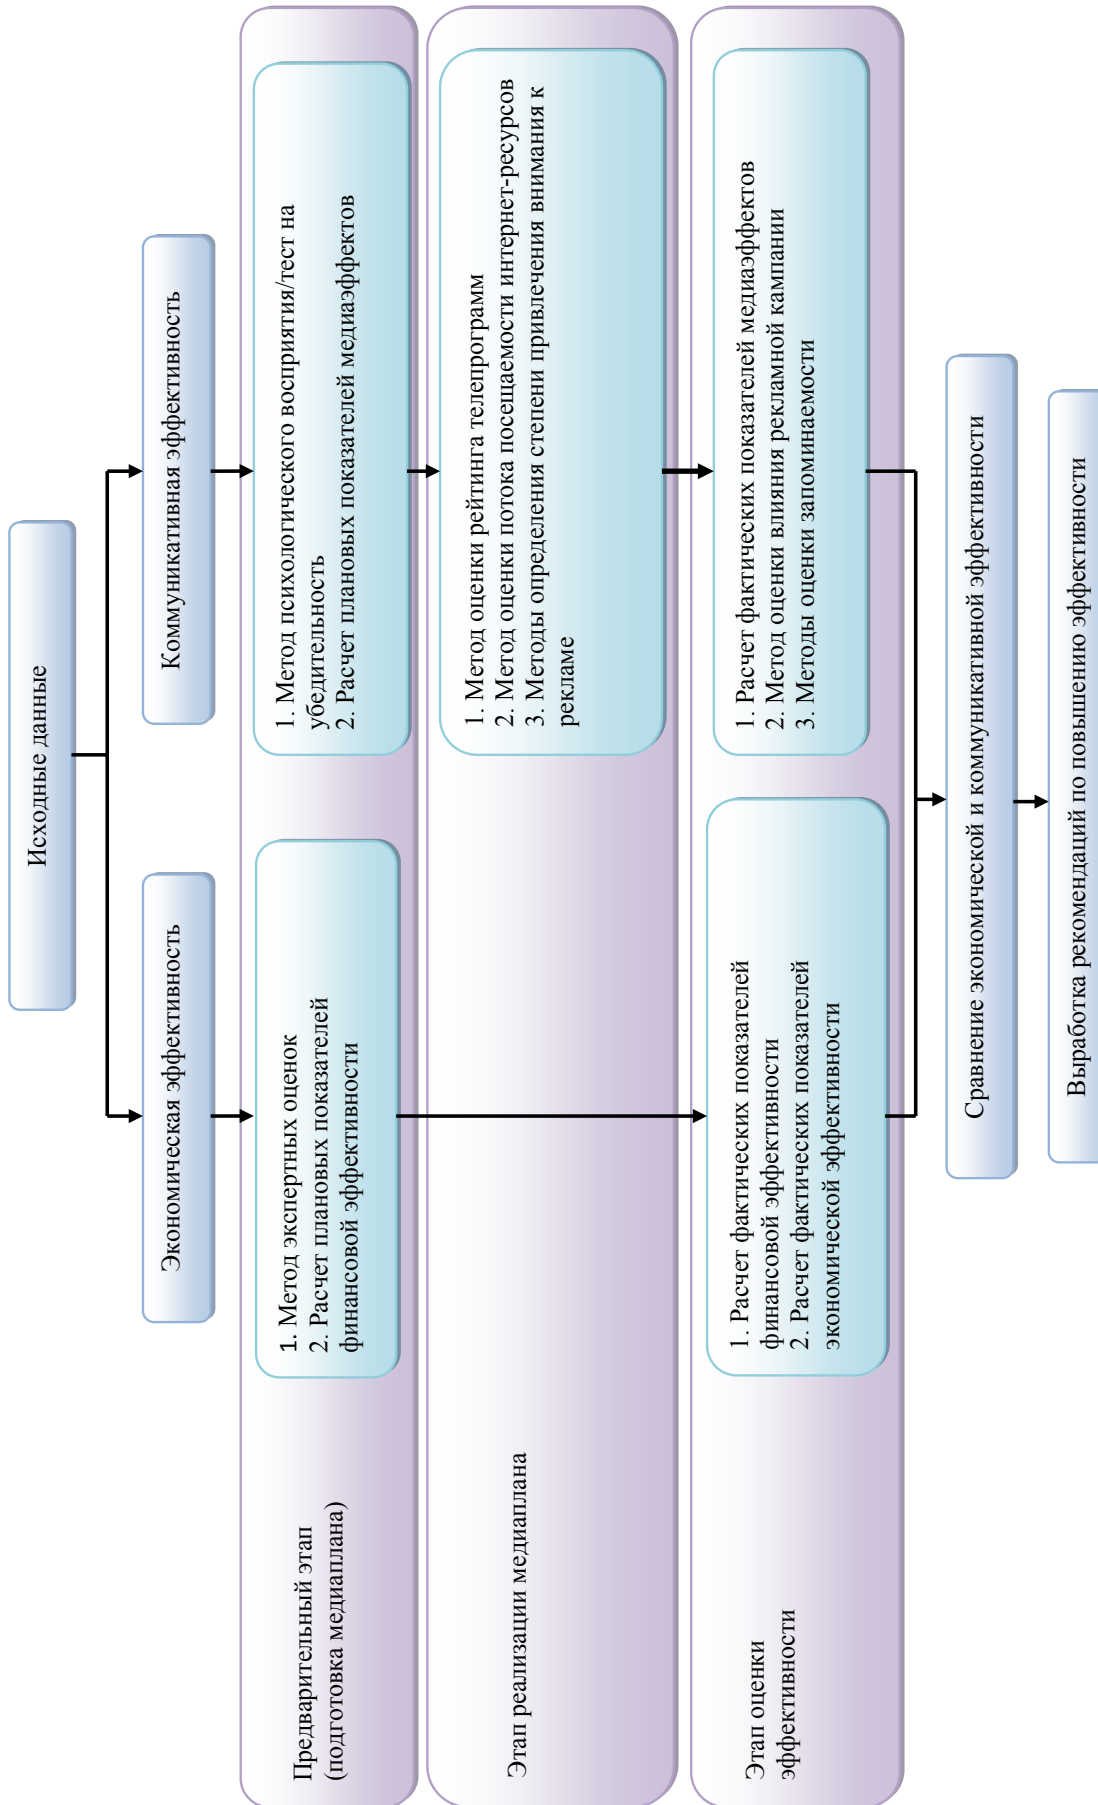 Исходные данные
Экономическая эффективность
Коммуникативная эффективность
Предварительный этап
(подготовка медиаплана)
1. Метод экспертных оценок
2. Расчет плановых показателей
финансовой эффективности
1. Метод психологического восприятия/тест на
убедительность
2. Расчет плановых показателей медиаэффектов
Этап реализации медиаплана
1. Метод оценки рейтинга телепрограмм
2. Метод оценки потока посещаемости интернет-ресурсов
3. Методы определения степени привлечения внимания к
рекламе
Этап оценки
эффективности
1. Расчет фактических показателей
финансовой эффективности
2. Расчет фактических показателей
экономической эффективности
1. Расчет фактических показателей медиаэффектов
2. Метод оценки влияния рекламной кампании
3. Методы оценки запоминаемости
Сравнение экономической и коммуникативной эффективности
Выработка рекомендаций по повышению эффективности